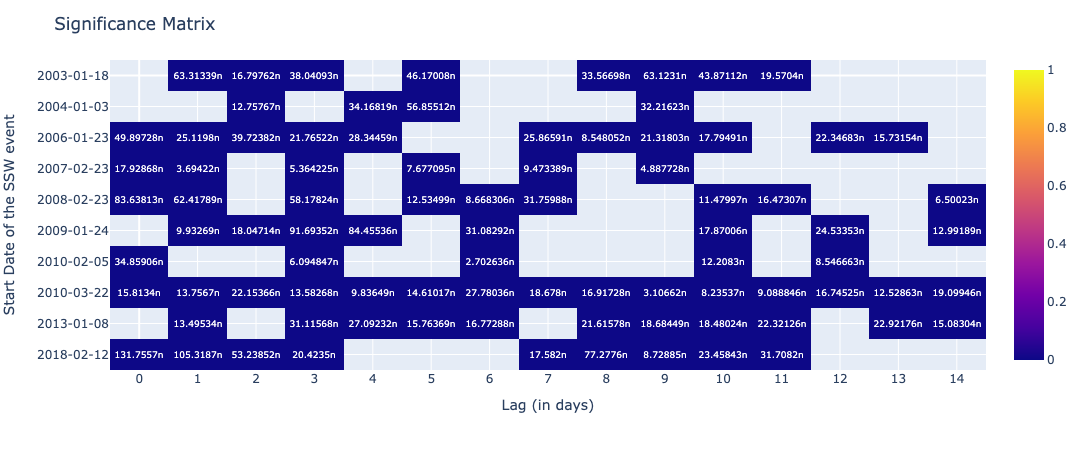 Significance Matrix
Start Date of the SSW event
2003-01-18 63.31339n 16.79762n 38.04093n 46.17008n 33.56698n 63.1231n 43.87112n 19.5704n
2004-01-03 12.75767n 34.16819n 56.85512n 32.21623n
2006-01-23 49.89728n 25.1198n 39.72382n 21.76522n 28.34459n 25.86591n 8.548052n 21.31803n 17.79491n 22.34683n 15.73154n
2007-02-23 17.92868n 3.69422n 5.364225n 7.677095n 9.473389n 4.887728n
2008-02-23 83.63813n 62.41789n 58.17824n 12.53499n 8.668306n 31.75988n 11.47997n 16.47307n 6.50023n
2009-01-24 9.93269n 18.04714n 91.69352n 84.45536n 31.08292n 17.87006n 24.53353n 12.99189n
2010-02-05 34.85906n 6.094847n 2.702636n 12.2083n 8.546663n
2010-03-22 15.8134n 13.7567n 22.15366n 13.58268n 9.83649n 14.61017n 27.78036n 18.678n 16.91728n 3.10662n 8.23537n 9.088846n 16.74525n 12.52863n 19.09946n
2013-01-08 13.49534n 31.11568n 27.09232n 15.76369n 16.77288n 21.61578n 18.68449n 18.48024n 22.32126n 22.92176n 15.08304n
2018-02-12 131.7557n 105.3187n 53.23852n 20.4235n 17.582n 77.2776n 8.72885n 23.45843n 31.7082n
0 1 2 3 4 5 6 7 8 9 10 11 12 13 14
Lag (in days)
1
0.8
0.6
0.4
0.2
0